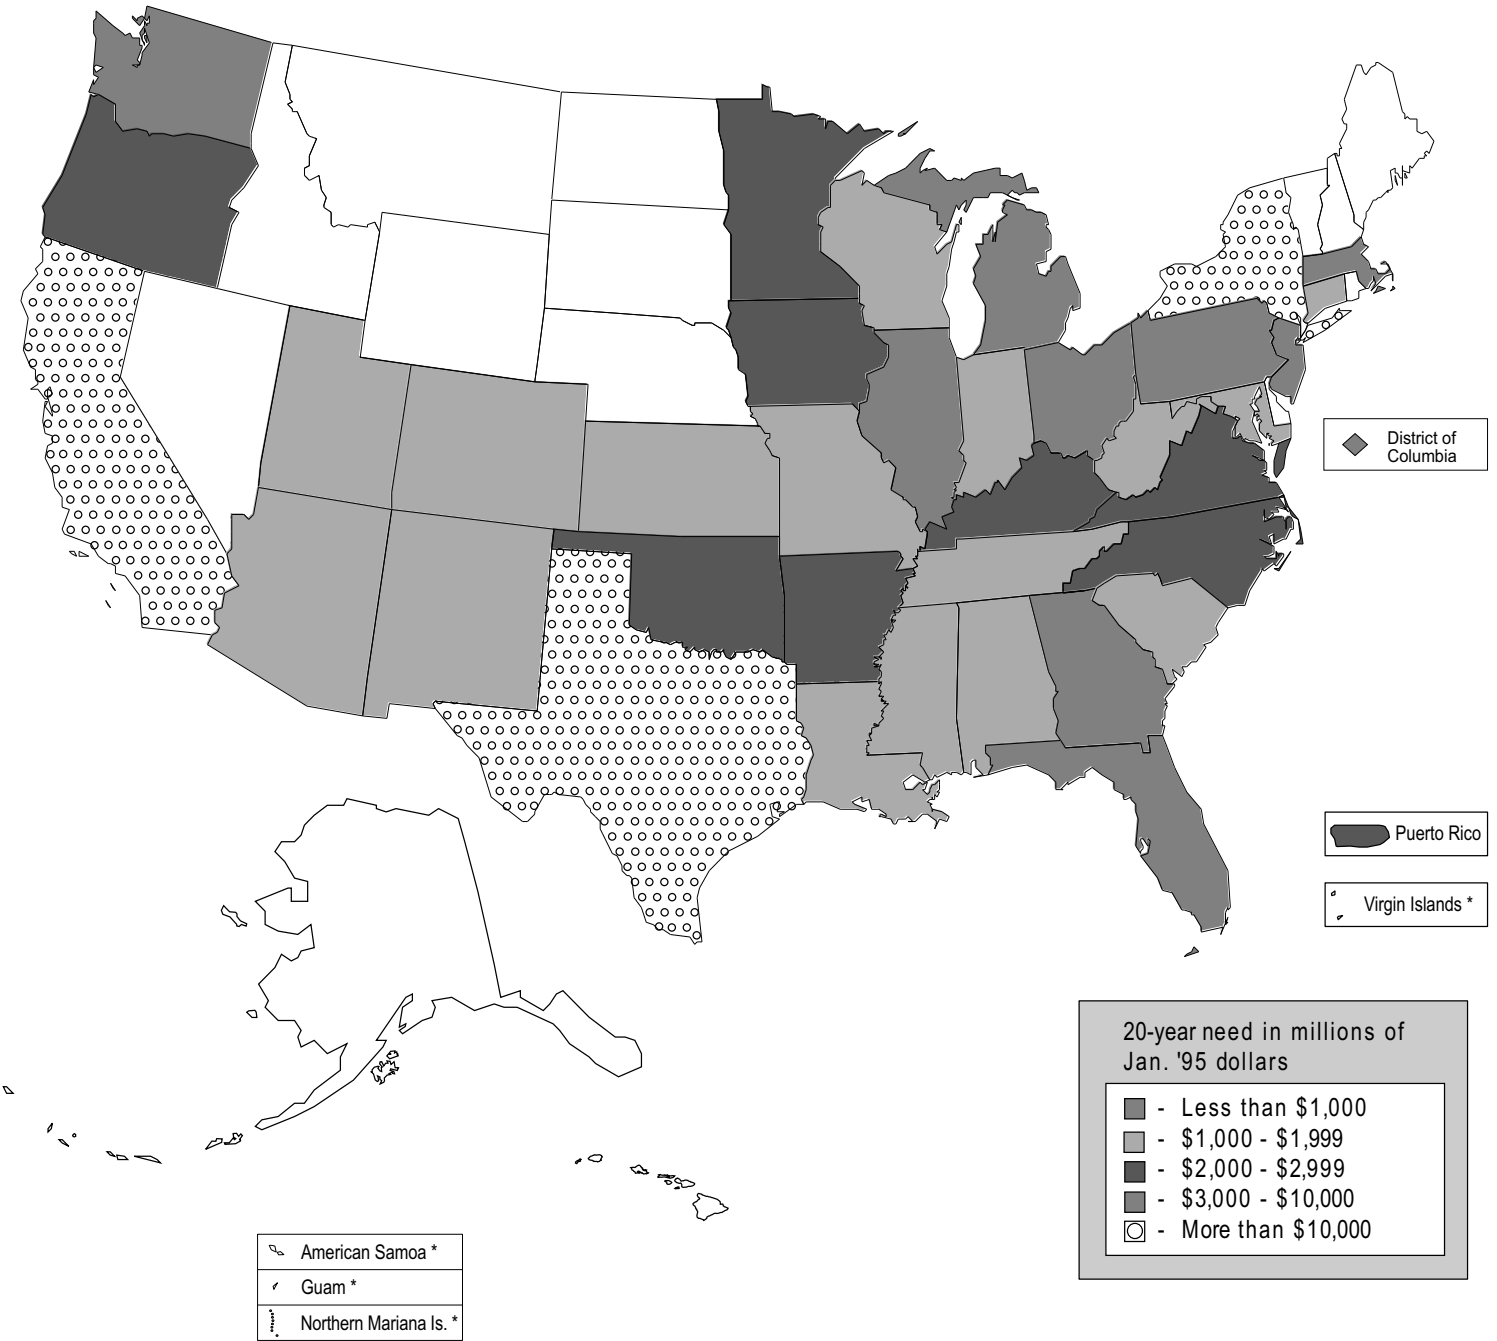 District of
Columbia
Puerto Rico
Virgin Islands *
20-year need in millions of
Jan. '95 dollars
- Less than $1,000
- $1,000 - $1,999
- $2,000 - $2,999
- $3,000 - $10,000
- More than $10,000
American Samoa *
Guam *
Northern Mariana Is. *